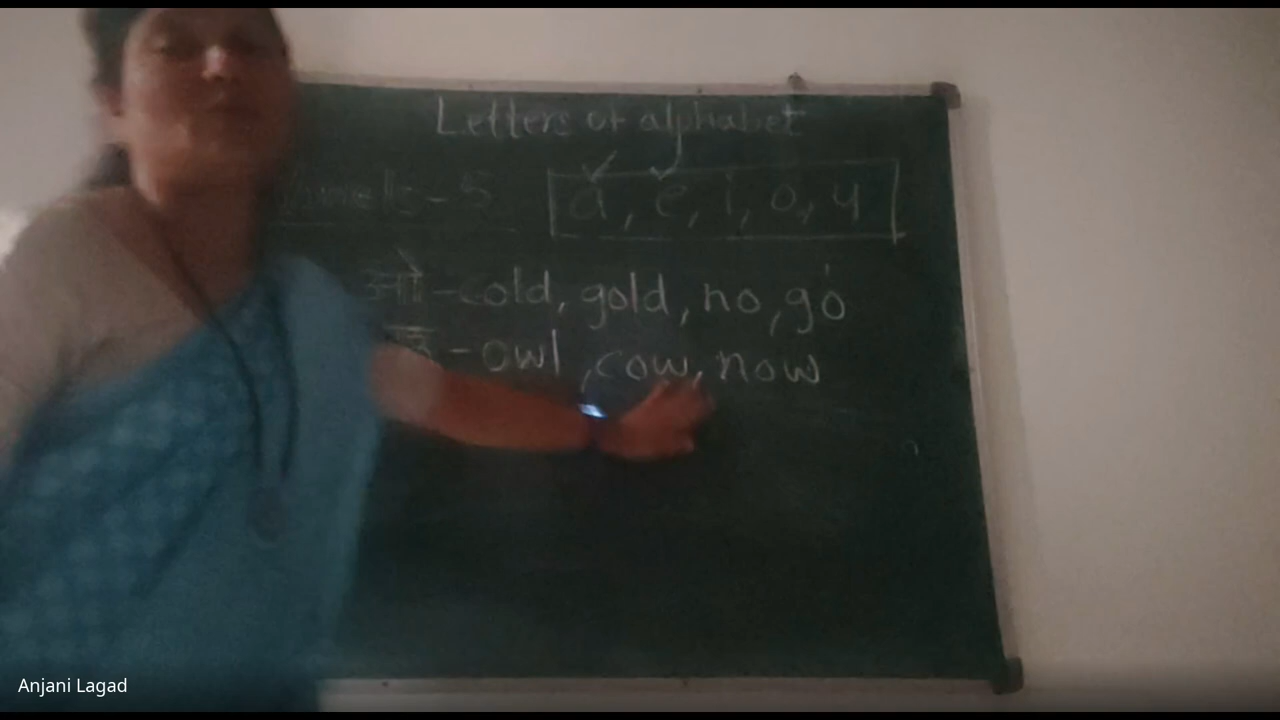 Letters of alphabet
Vowels - 5 a, e, i, o, u
ओ - cold, gold, no, go
- owl, cow, now
Anjani Lagad